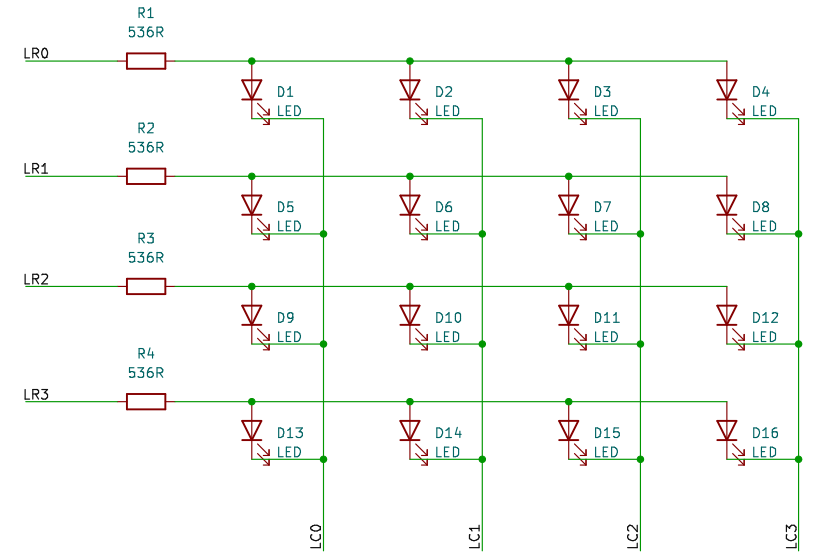 R1
536R
LR0
D1
LED
D2
LED
D3
LED
D4
LED
R2
536R
LR1
D5
LED
D6
LED
D7
LED
D8
LED
R3
536R
LR2
D9
LED
D10
LED
D11
LED
D12
LED
R4
536R
LR3
D13
LED
D14
LED
D15
LED
D16
LED
LC0
LC1
LC2
LC3